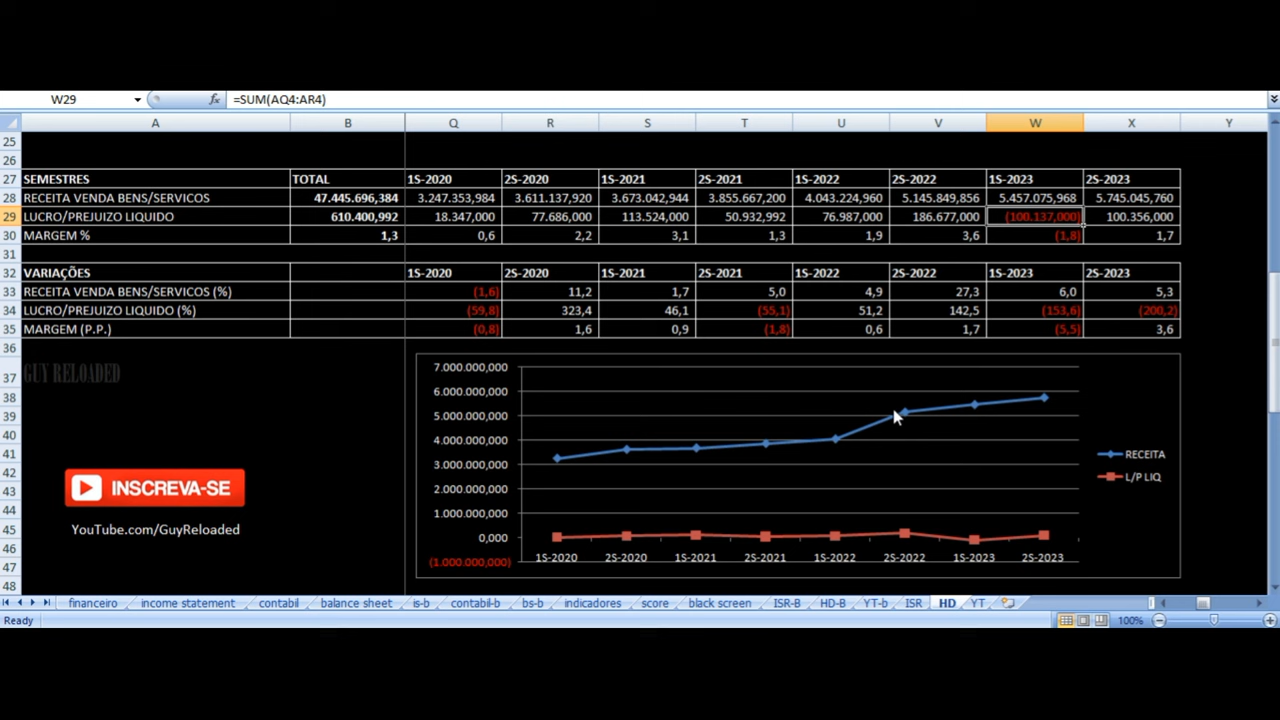 W29 fx =SUM(AQ4:AR4)
A B Q R S T U V W X Y
25
26
27 SEMESTRES TOTAL 1S-2020 2S-2020 1S-2021 2S-2021 1S-2022 2S-2022 1S-2023 2S-2023
28 RECEITA VENDA BENS/SERVICOS 47.445.696,384 3.247.353,984 3.611.137,920 3.673.042,944 3.855.667,200 4.043.224,960 5.145.849,856 5.457.075,968 5.745.045,760
29 LUCRO/PREJUIZO LIQUIDO 610.400,992 18.347,000 77.686,000 113.524,000 50.932,992 76.987,000 186.677,000 (100.137,000) 100.356,000
30 MARGEM % 1,3 0,6 2,2 3,1 1,3 1,9 3,6 (1,8) 1,7
31
32 VARIAÇÕES 1S-2020 2S-2020 1S-2021 2S-2021 1S-2022 2S-2022 1S-2023 2S-2023
33 RECEITA VENDA BENS/SERVICOS (%) (1,6) 11,2 1,7 5,0 4,9 27,3 6,0 5,3
34 LUCRO/PREJUIZO LIQUIDO (%) (59,8) 323,4 46,1 (55,1) 51,2 142,5 (153,6) (200,2)
35 MARGEM (P.P.) (0,8) 1,6 0,9 (1,8) 0,6 1,7 (5,5) 3,6
36
37 GUY RELOADED
38
39
40
41
42
43
44
45
46
47
48
INSCREVA-SE
YouTube.com/GuyReloaded
7.000.000,000
6.000.000,000
5.000.000,000
4.000.000,000
3.000.000,000
2.000.000,000
1.000.000,000
0,000
(1.000.000,000)
1S-2020 2S-2020 1S-2021 2S-2021 1S-2022 2S-2022 1S-2023 2S-2023
RECEITA
L/P LIQ
financeiro income statement contabil balance sheet is-b contabil-b bs-b indicadores score black screen ISR-B HD-B YT-b ISR HD YT
Ready 100%